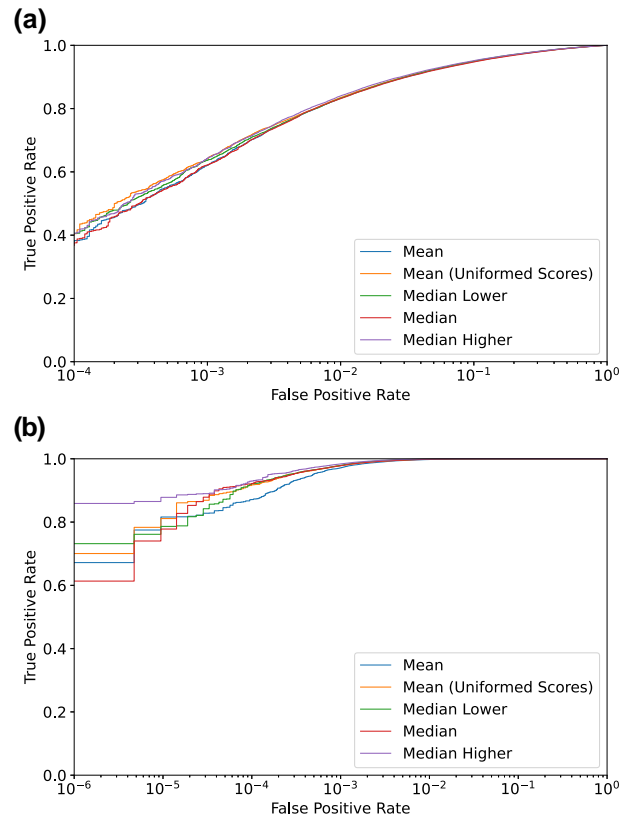 (a)
1.0
0.8
0.6
0.4
0.2
0.0
True Positive Rate
Mean
Mean (Uniformed Scores)
Median Lower
Median
Median Higher
10⁻⁴
10⁻³
10⁻²
10⁻¹
10⁰
False Positive Rate
(b)
1.0
0.8
0.6
0.4
0.2
0.0
True Positive Rate
Mean
Mean (Uniformed Scores)
Median Lower
Median
Median Higher
10⁻⁶
10⁻⁵
10⁻⁴
10⁻³
10⁻²
10⁻¹
10⁰
False Positive Rate